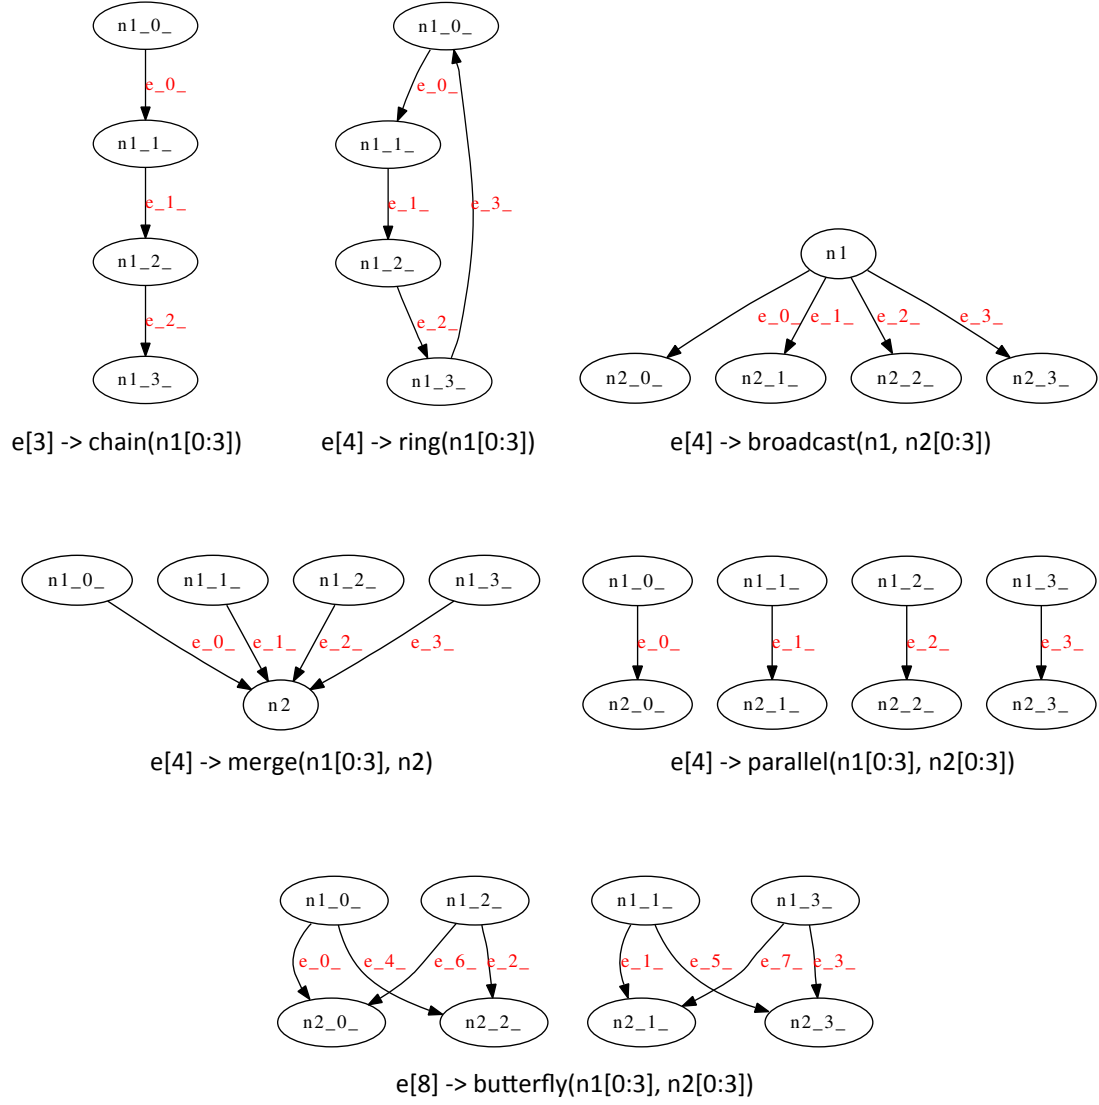 n1_0_
e_0_
n1_1_
e_1_
n1_2_
e_2_
n1_3_
e[3] -> chain(n1[0:3])
n1_0_
e_0_
n1_1_
e_1_
e_3_
n1_2_
e_2_
n1_3_
e[4] -> ring(n1[0:3])
n1
e_0_ e_1_ e_2_ e_3_
n2_0_ n2_1_ n2_2_ n2_3_
e[4] -> broadcast(n1, n2[0:3])
n1_0_ n1_1_ n1_2_ n1_3_
e_0_ e_1_ e_2_ e_3_
n2
e[4] -> merge(n1[0:3], n2)
n1_0_ n1_1_ n1_2_ n1_3_
e_0_ e_1_ e_2_ e_3_
n2_0_ n2_1_ n2_2_ n2_3_
e[4] -> parallel(n1[0:3], n2[0:3])
n1_0_ n1_2_ n1_1_ n1_3_
e_0_ e_4_ e_6_ e_2_ e_1_ e_5_ e_7_ e_3_
n2_0_ n2_2_ n2_1_ n2_3_
e[8] -> butterfly(n1[0:3], n2[0:3])